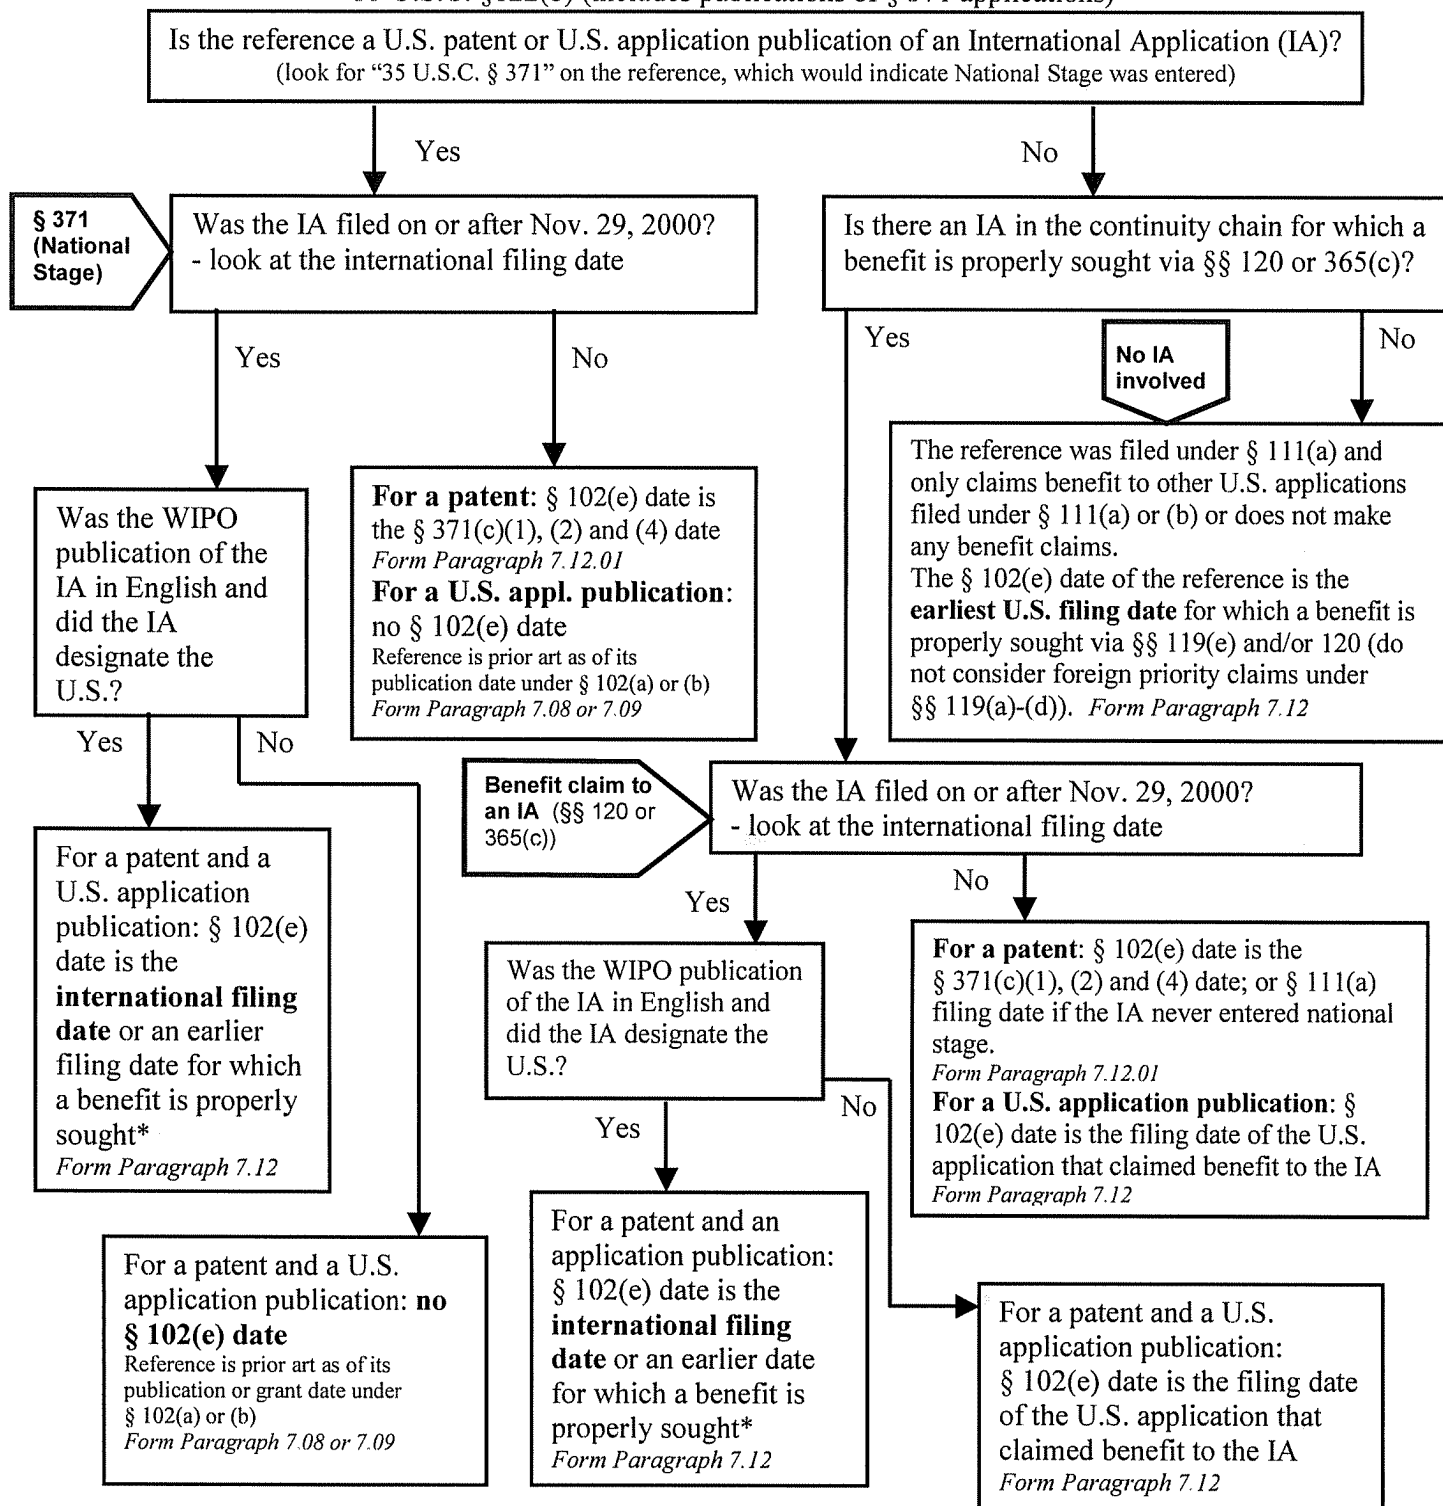 35 U.S.C. §122(b) (includes publications of § 371 applications)
Is the reference a U.S. patent or U.S. application publication of an International Application (IA)?
(look for “35 U.S.C. § 371” on the reference, which would indicate National Stage was entered)
Yes
No
§ 371
(National
Stage)
Was the IA filed on or after Nov. 29, 2000?
- look at the international filing date
Is there an IA in the continuity chain for which a
benefit is properly sought via §§ 120 or 365(c)?
Yes
No
Yes
No IA
involved
No
Was the WIPO
publication of the
IA in English and
did the IA
designate the
U.S.?
For a patent: § 102(e) date is
the § 371(c)(1), (2) and (4) date
Form Paragraph 7.12.01
For a U.S. appl. publication:
no § 102(e) date
Reference is prior art as of its
publication date under § 102(a) or (b)
Form Paragraph 7.08 or 7.09
The reference was filed under § 111(a) and
only claims benefit to other U.S. applications
filed under § 111(a) or (b) or does not make
any benefit claims.
The § 102(e) date of the reference is the
earliest U.S. filing date for which a benefit is
properly sought via §§ 119(e) and/or 120 (do
not consider foreign priority claims under
§§ 119(a)-(d)). Form Paragraph 7.12
Yes
No
Benefit claim to
an IA (§§ 120 or
365(c))
Was the IA filed on or after Nov. 29, 2000?
- look at the international filing date
Yes
No
For a patent and a
U.S. application
publication: § 102(e)
date is the
international filing
date or an earlier
filing date for which
a benefit is properly
sought*
Form Paragraph 7.12
Was the WIPO publication
of the IA in English and
did the IA designate the
U.S.?
For a patent: § 102(e) date is the
§ 371(c)(1), (2) and (4) date; or § 111(a)
filing date if the IA never entered national
stage.
Form Paragraph 7.12.01
For a U.S. application publication: §
102(e) date is the filing date of the U.S.
application that claimed benefit to the IA
Form Paragraph 7.12
Yes
No
For a patent and a U.S.
application publication: no
§ 102(e) date
Reference is prior art as of its
publication or grant date under
§ 102(a) or (b)
Form Paragraph 7.08 or 7.09
For a patent and an
application publication:
§ 102(e) date is the
international filing
date or an earlier date
for which a benefit is
properly sought*
Form Paragraph 7.12
For a patent and a U.S.
application publication:
§ 102(e) date is the filing date
of the U.S. application that
claimed benefit to the IA
Form Paragraph 7.12